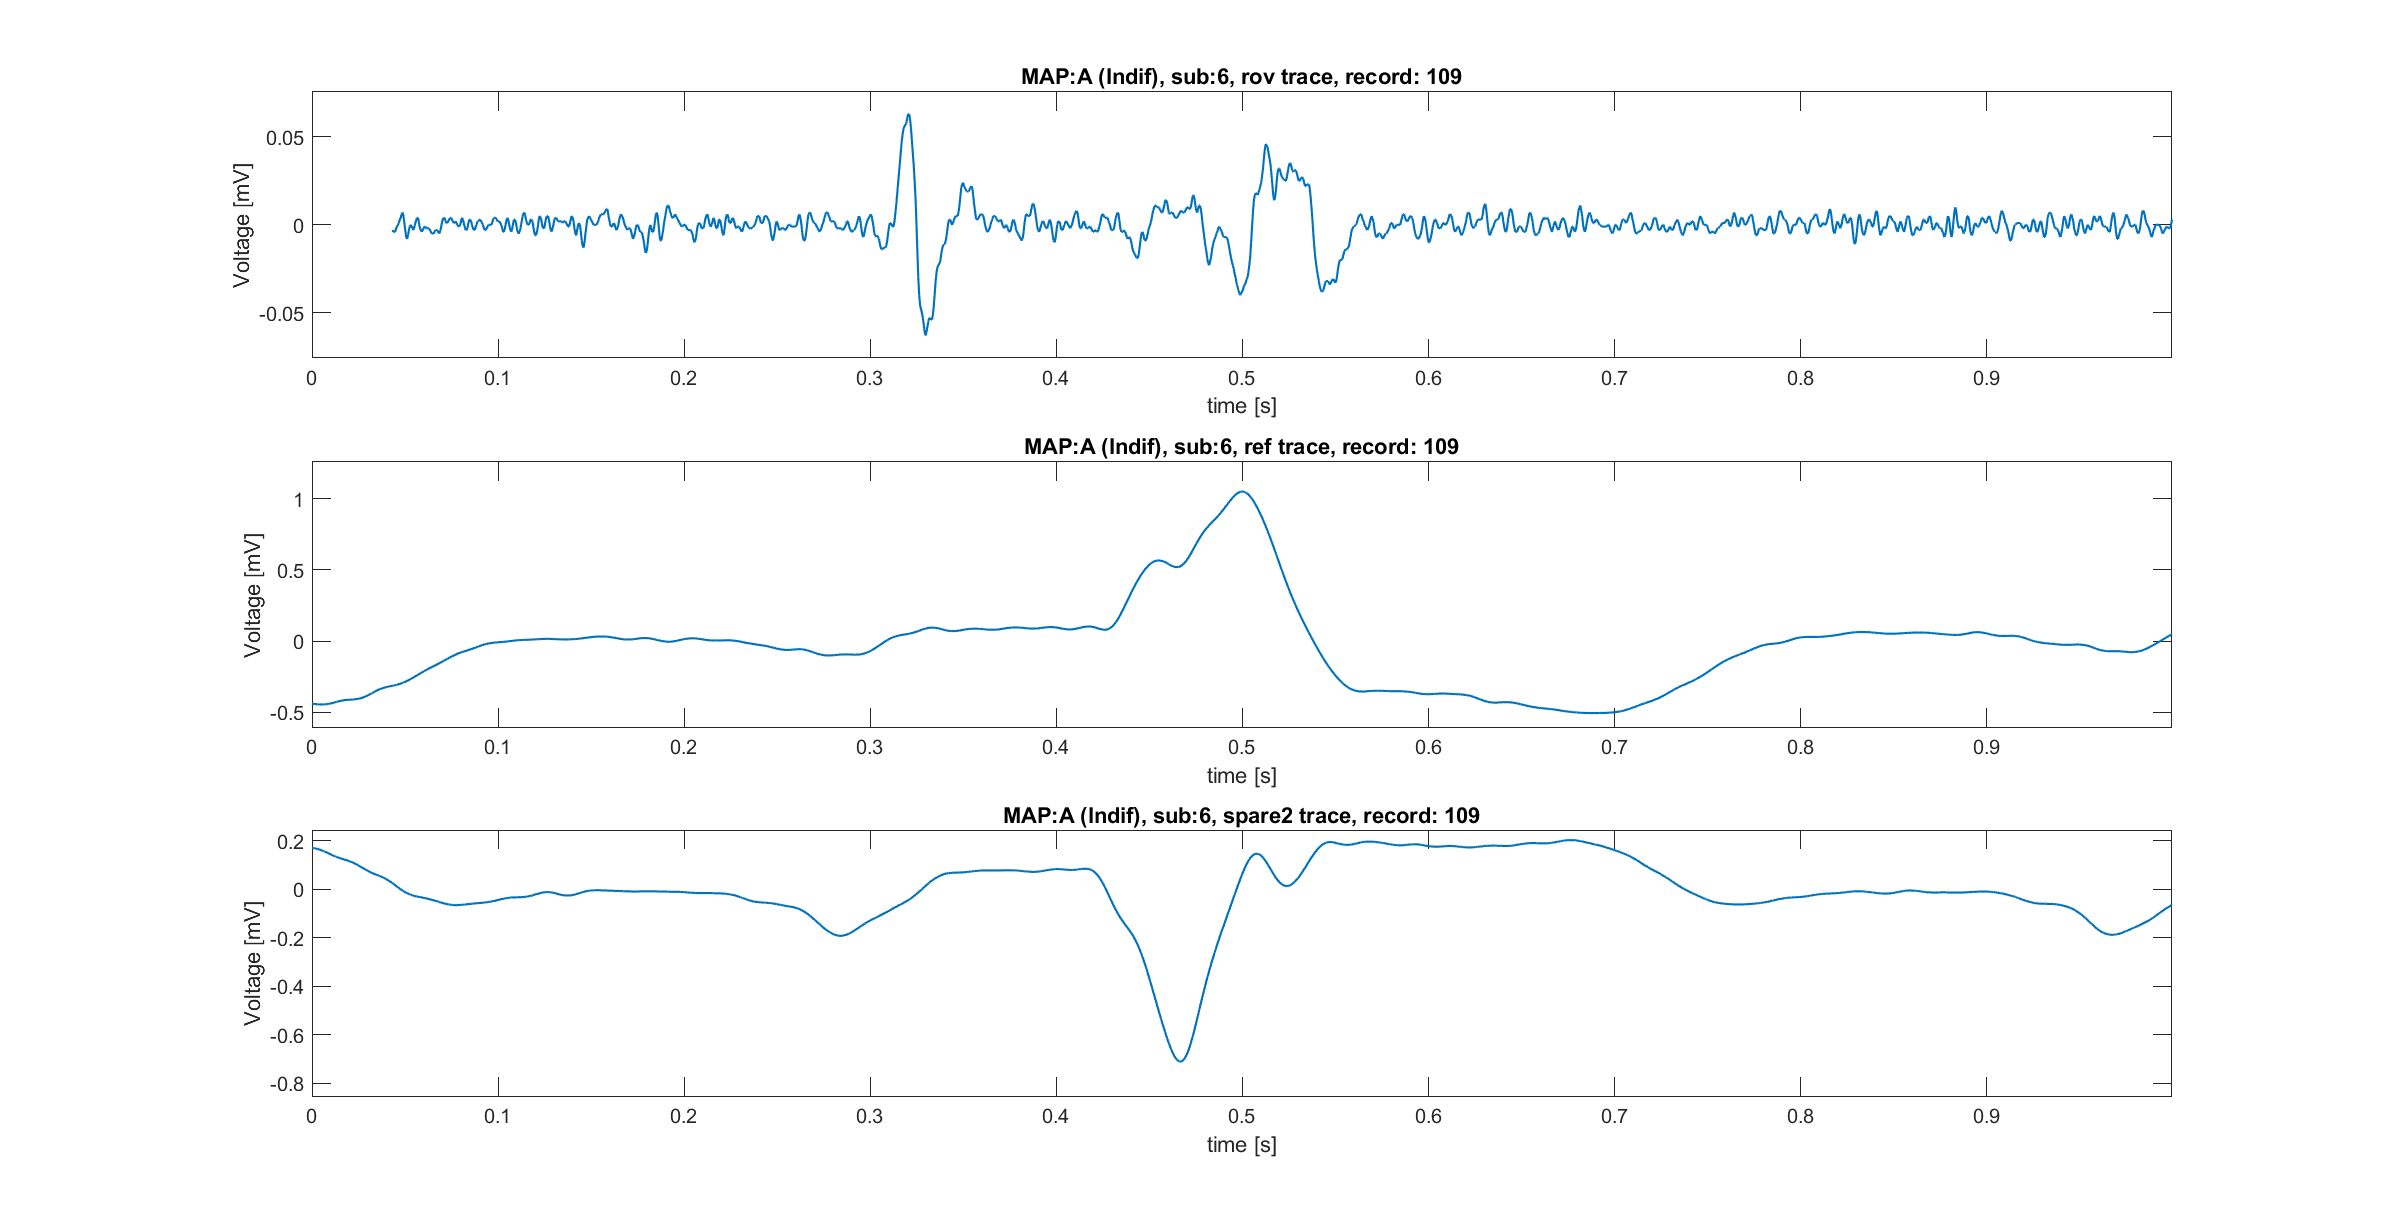 MAP:A (Indif), sub:6, rov trace, record: 109
Voltage [mV]
0.05
0
-0.05
0 0.1 0.2 0.3 0.4 0.5 0.6 0.7 0.8 0.9
time [s]
MAP:A (Indif), sub:6, ref trace, record: 109
Voltage [mV]
1
0.5
0
-0.5
0 0.1 0.2 0.3 0.4 0.5 0.6 0.7 0.8 0.9
time [s]
MAP:A (Indif), sub:6, spare2 trace, record: 109
Voltage [mV]
0.2
0
-0.2
-0.4
-0.6
-0.8
0 0.1 0.2 0.3 0.4 0.5 0.6 0.7 0.8 0.9
time [s]